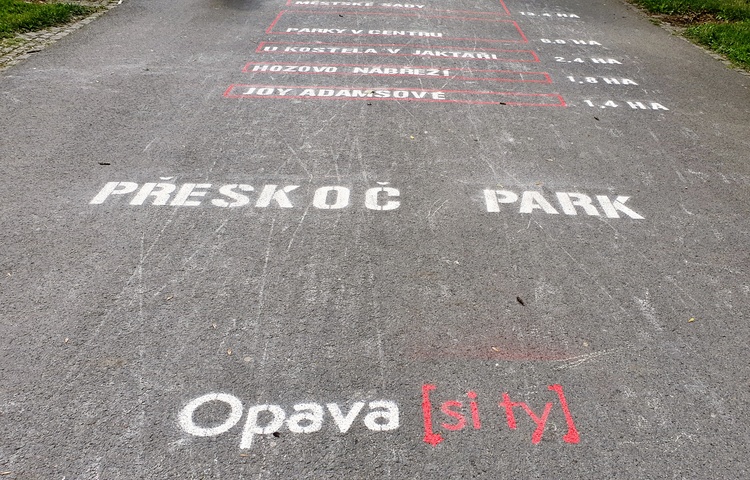 MĚSTSKÉ SADY
PARKY V CENTRU
U KOSTELA V JAKTAŘI 2.4 HA
HOZOVO NÁBŘEŽÍ 1.8 HA
JOY ADAMSOVÉ 1.4 HA
PŘESKOČ PARK
Opava [si ty]